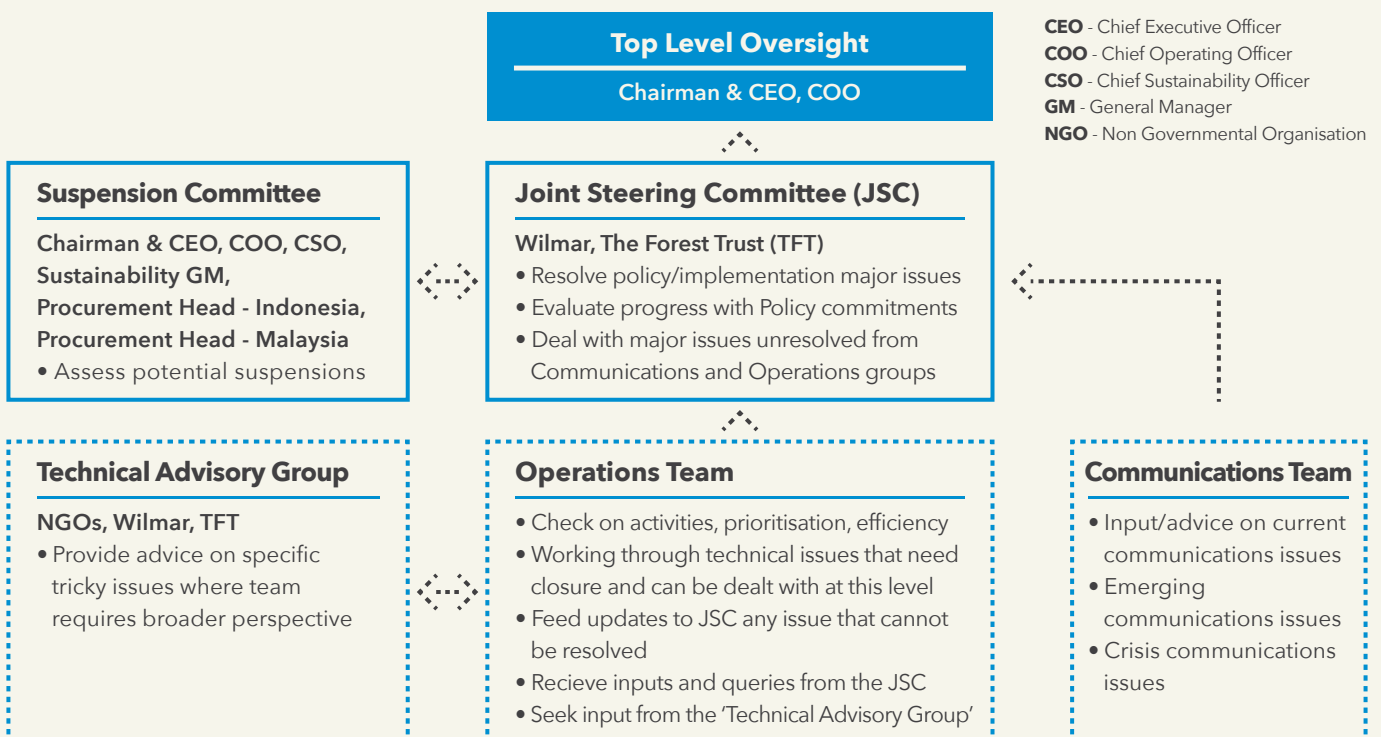 Top Level Oversight
Chairman & CEO, COO
CEO - Chief Executive Officer
COO - Chief Operating Officer
CSO - Chief Sustainability Officer
GM - General Manager
NGO - Non Governmental Organisation
Suspension Committee
Chairman & CEO, COO, CSO,
Sustainability GM,
Procurement Head - Indonesia,
Procurement Head - Malaysia
• Assess potential suspensions
Joint Steering Committee (JSC)
Wilmar, The Forest Trust (TFT)
• Resolve policy/implementation major issues
• Evaluate progress with Policy commitments
• Deal with major issues unresolved from
Communications and Operations groups
Technical Advisory Group
NGOs, Wilmar, TFT
• Provide advice on specific
tricky issues where team
requires broader perspective
Operations Team
• Check on activities, prioritisation, efficiency
• Working through technical issues that need
closure and can be dealt with at this level
• Feed updates to JSC any issue that cannot
be resolved
• Recieve inputs and queries from the JSC
• Seek input from the ‘Technical Advisory Group’
Communications Team
• Input/advice on current
communications issues
• Emerging
communications issues
• Crisis communications
issues